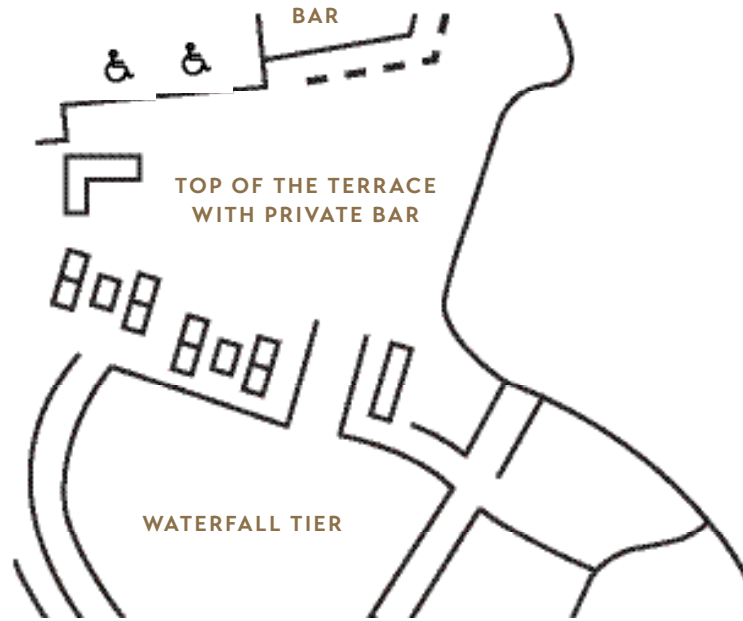 BAR
TOP OF THE TERRACE
WITH PRIVATE BAR
WATERFALL TIER